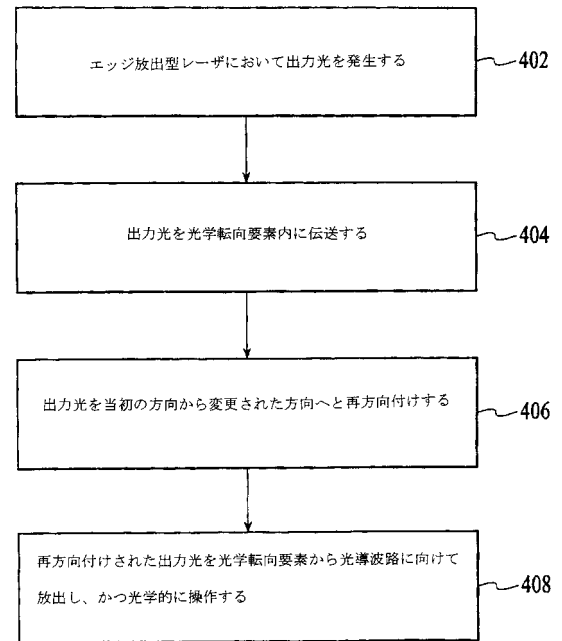 エッジ放出型レーザにおいて出力光を発生する
402
出力光を光学転向要素内に伝送する
404
出力光を当初の方向から変更された方向へと再方向付けする
406
再方向付けされた出力光を光学転向要素から光導波路に向けて
放出し、かつ光学的に操作する
408